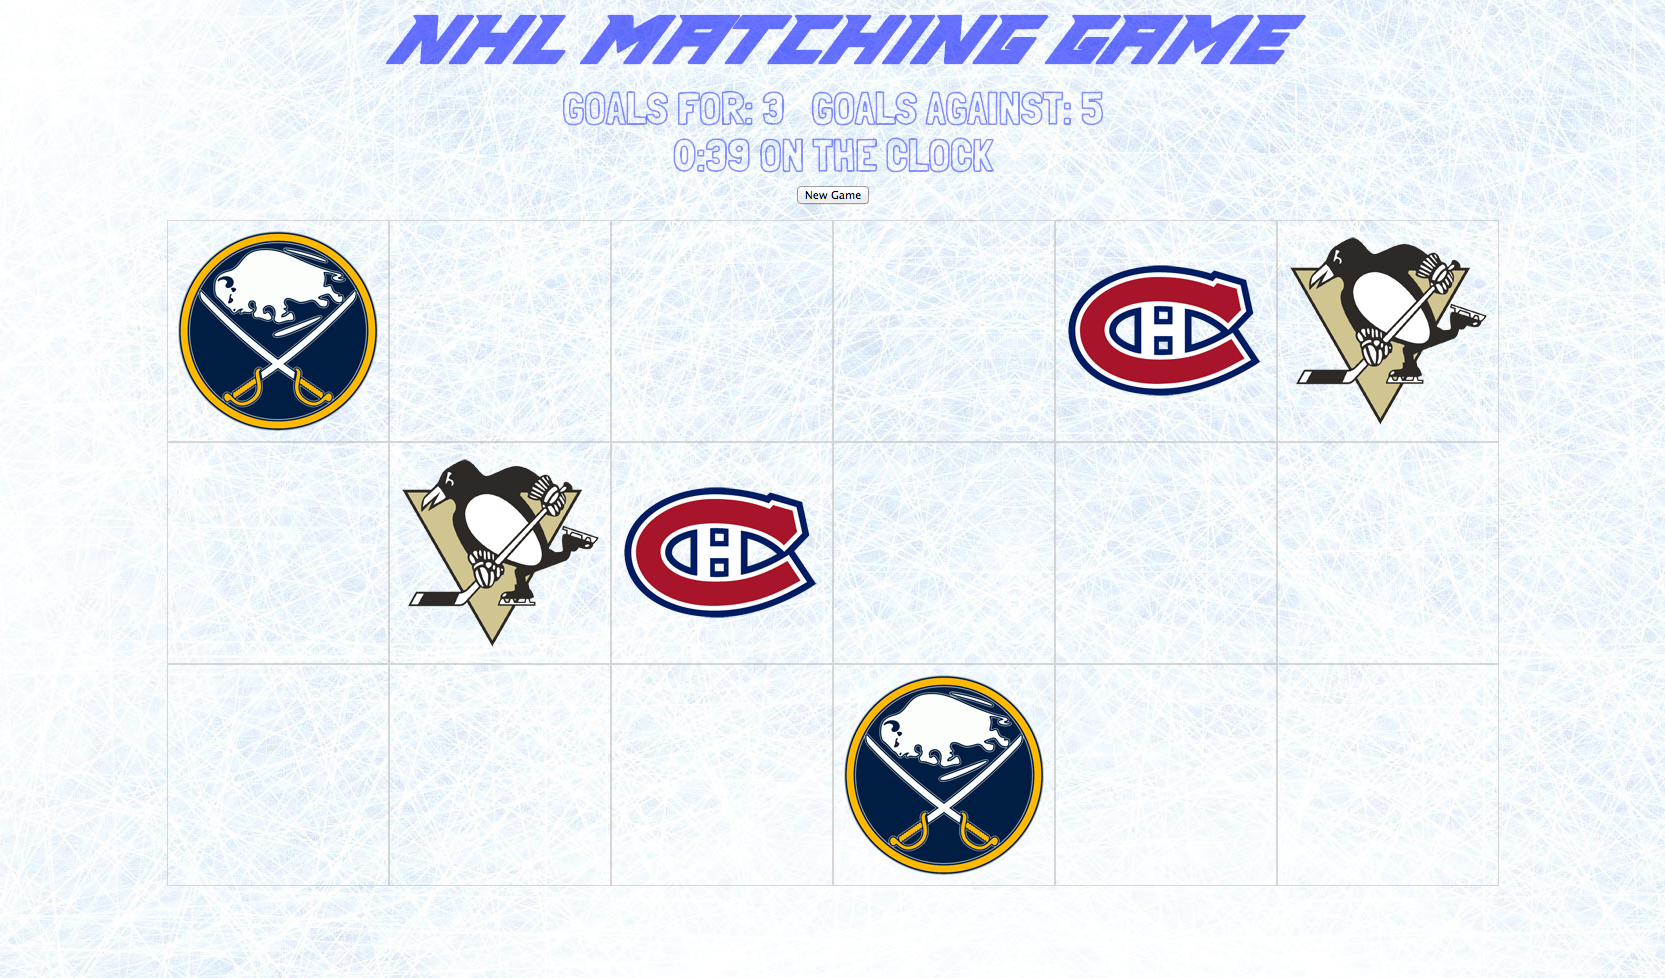 NHL MATCHING GAME
GOALS FOR: 3 GOALS AGAINST: 5
0:39 ON THE CLOCK
New Game